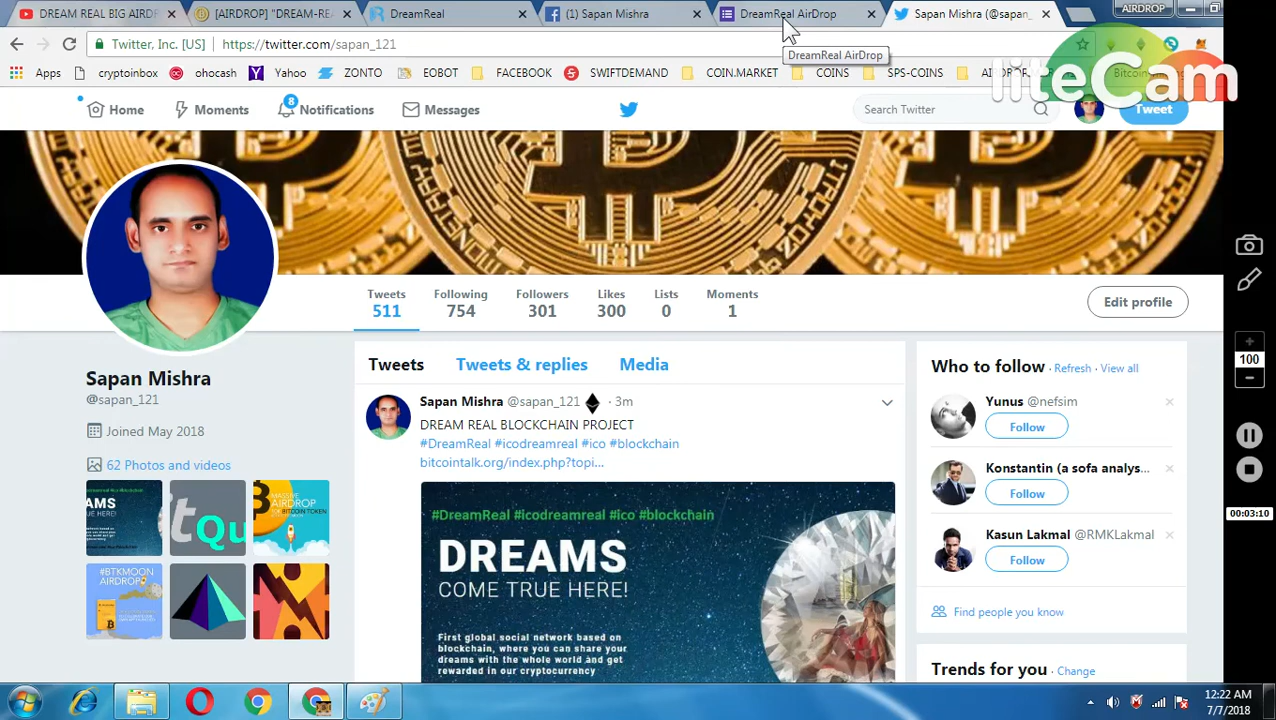 DREAM REAL BIG AIRD
[AIRDROP] "DREAM-RE
DreamReal
(1) Sapan Mishra
DreamReal AirDrop
Sapan Mishra (@sapan_
AIRDROP
Twitter, Inc. [US]
https://twitter.com/sapan_121
DreamReal AirDrop
Apps
cryptoinbox
ohocash
Yahoo
ZONTO
EOBOT
FACEBOOK
SWIFTDEMAND
COIN.MARKET
COINS
SPS-COINS
liteCam
Home
Moments
8
Notifications
Messages
Search Twitter
Tweet
Tweets
Following
Followers
Likes
Lists
Moments
511
754
301
300
0
1
Edit profile
Sapan Mishra
@sapan_121
Joined May 2018
62 Photos and videos
Tweets
Tweets & replies
Media
Sapan Mishra @sapan_121 · 3m
DREAM REAL BLOCKCHAIN PROJECT
#DreamReal #icodreamreal #ico #blockchain
bitcointalk.org/index.php?topi...
#DreamReal #icodreamreal #ico #blockchain
DREAMS
COME TRUE HERE!
First global social network based on
blockchain, where you can share your
dreams with the whole world and get
rewarded in our cryptocurrency
Who to follow · Refresh · View all
Yunus @nefsim
Follow
Konstantin (a sofa analys...
Follow
Kasun Lakmal @RMKLakmal
Follow
Find people you know
Trends for you · Change
100
00:03:10
12:22 AM
7/7/2018